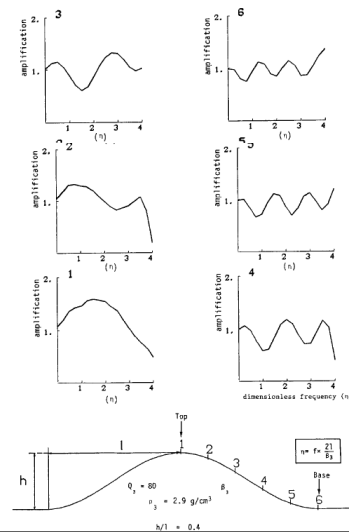 3
6
2.
1.
amplification
1 2 3 4
(η)
2.
1.
amplification
1 2 3 4
(η)
2
5
2.
1.
amplification
1 2 3 4
(η)
2.
1.
amplification
1 2 3 4
(η)
1
4
2.
1.
amplification
1 2 3 4
(η)
2.
1.
amplification
1 2 3 4
dimensionless frequency (η
Top
l
1
2
3
4
5
6
h
Q₃ = 80
β₃
= 2.9 g/cm³
η= f× 2l/β₃
Base
h/l = 0.4